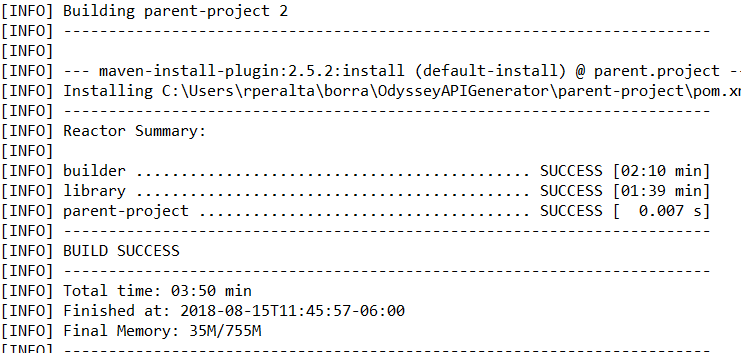 [INFO] Building parent-project 2
[INFO] ------------------------------------------------------------------------
[INFO]
[INFO] --- maven-install-plugin:2.5.2:install (default-install) @ parent.project --
[INFO] Installing C:\Users\rperalta\borra\OdysseyAPIGenerator\parent-project\pom.xm
[INFO] ------------------------------------------------------------------------
[INFO] Reactor Summary:
[INFO]
[INFO] builder ............................................ SUCCESS [02:10 min]
[INFO] library ............................................ SUCCESS [01:39 min]
[INFO] parent-project ..................................... SUCCESS [  0.007 s]
[INFO] ------------------------------------------------------------------------
[INFO] BUILD SUCCESS
[INFO] ------------------------------------------------------------------------
[INFO] Total time: 03:50 min
[INFO] Finished at: 2018-08-15T11:45:57-06:00
[INFO] Final Memory: 35M/755M
[INFO] ------------------------------------------------------------------------